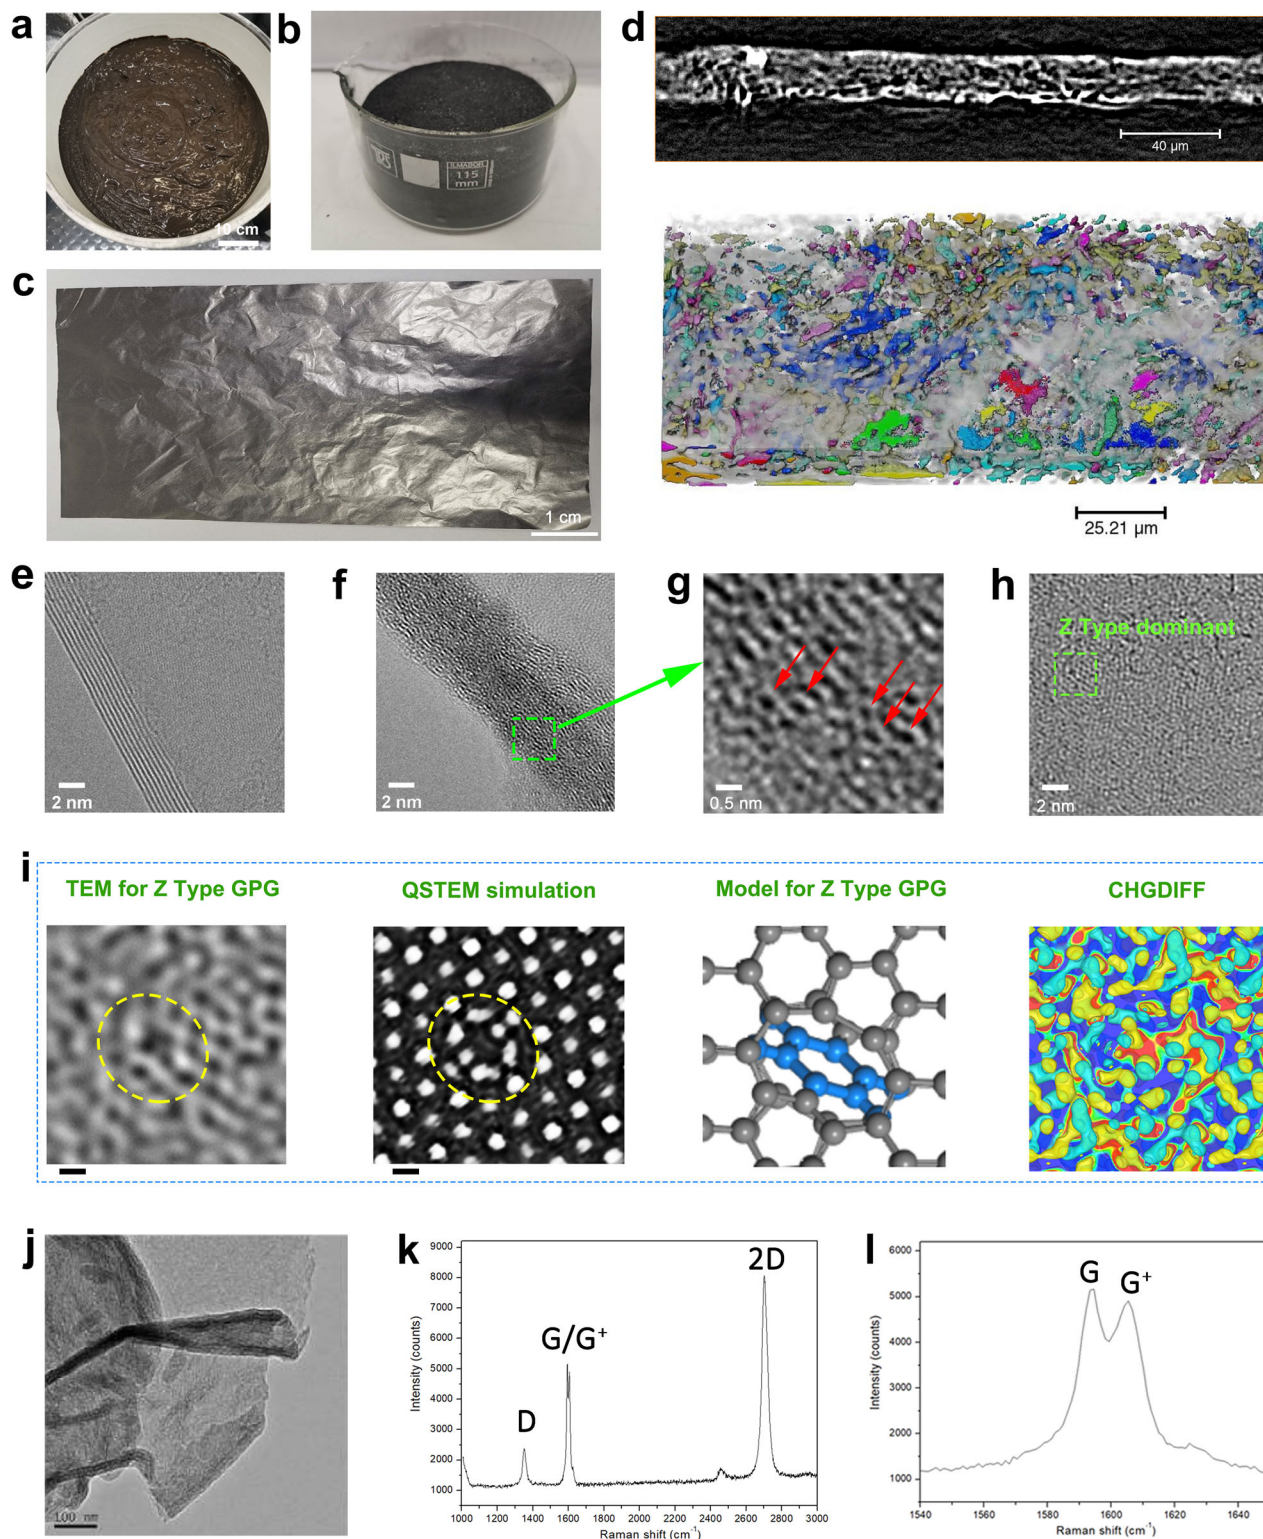 a
10 cm
b
ILMABOR
115
mm
c
1 cm
d
40 µm
25.21 µm
e
2 nm
f
2 nm
g
0.5 nm
h
Z Type dominant
2 nm
i
TEM for Z Type GPG
QSTEM simulation
Model for Z Type GPG
CHGDIFF
j
100 nm
k
9000
8000
7000
6000
5000
4000
3000
2000
1000
Intensity (counts)
D
G/G⁺
2D
1000 1200 1400 1600 1800 2000 2200 2400 2600 2800 3000
Raman shift (cm⁻¹)
l
6000
5000
4000
3000
2000
1000
Intensity (counts)
G
G⁺
1540 1560 1580 1600 1620 1640
Raman shift (cm⁻¹)